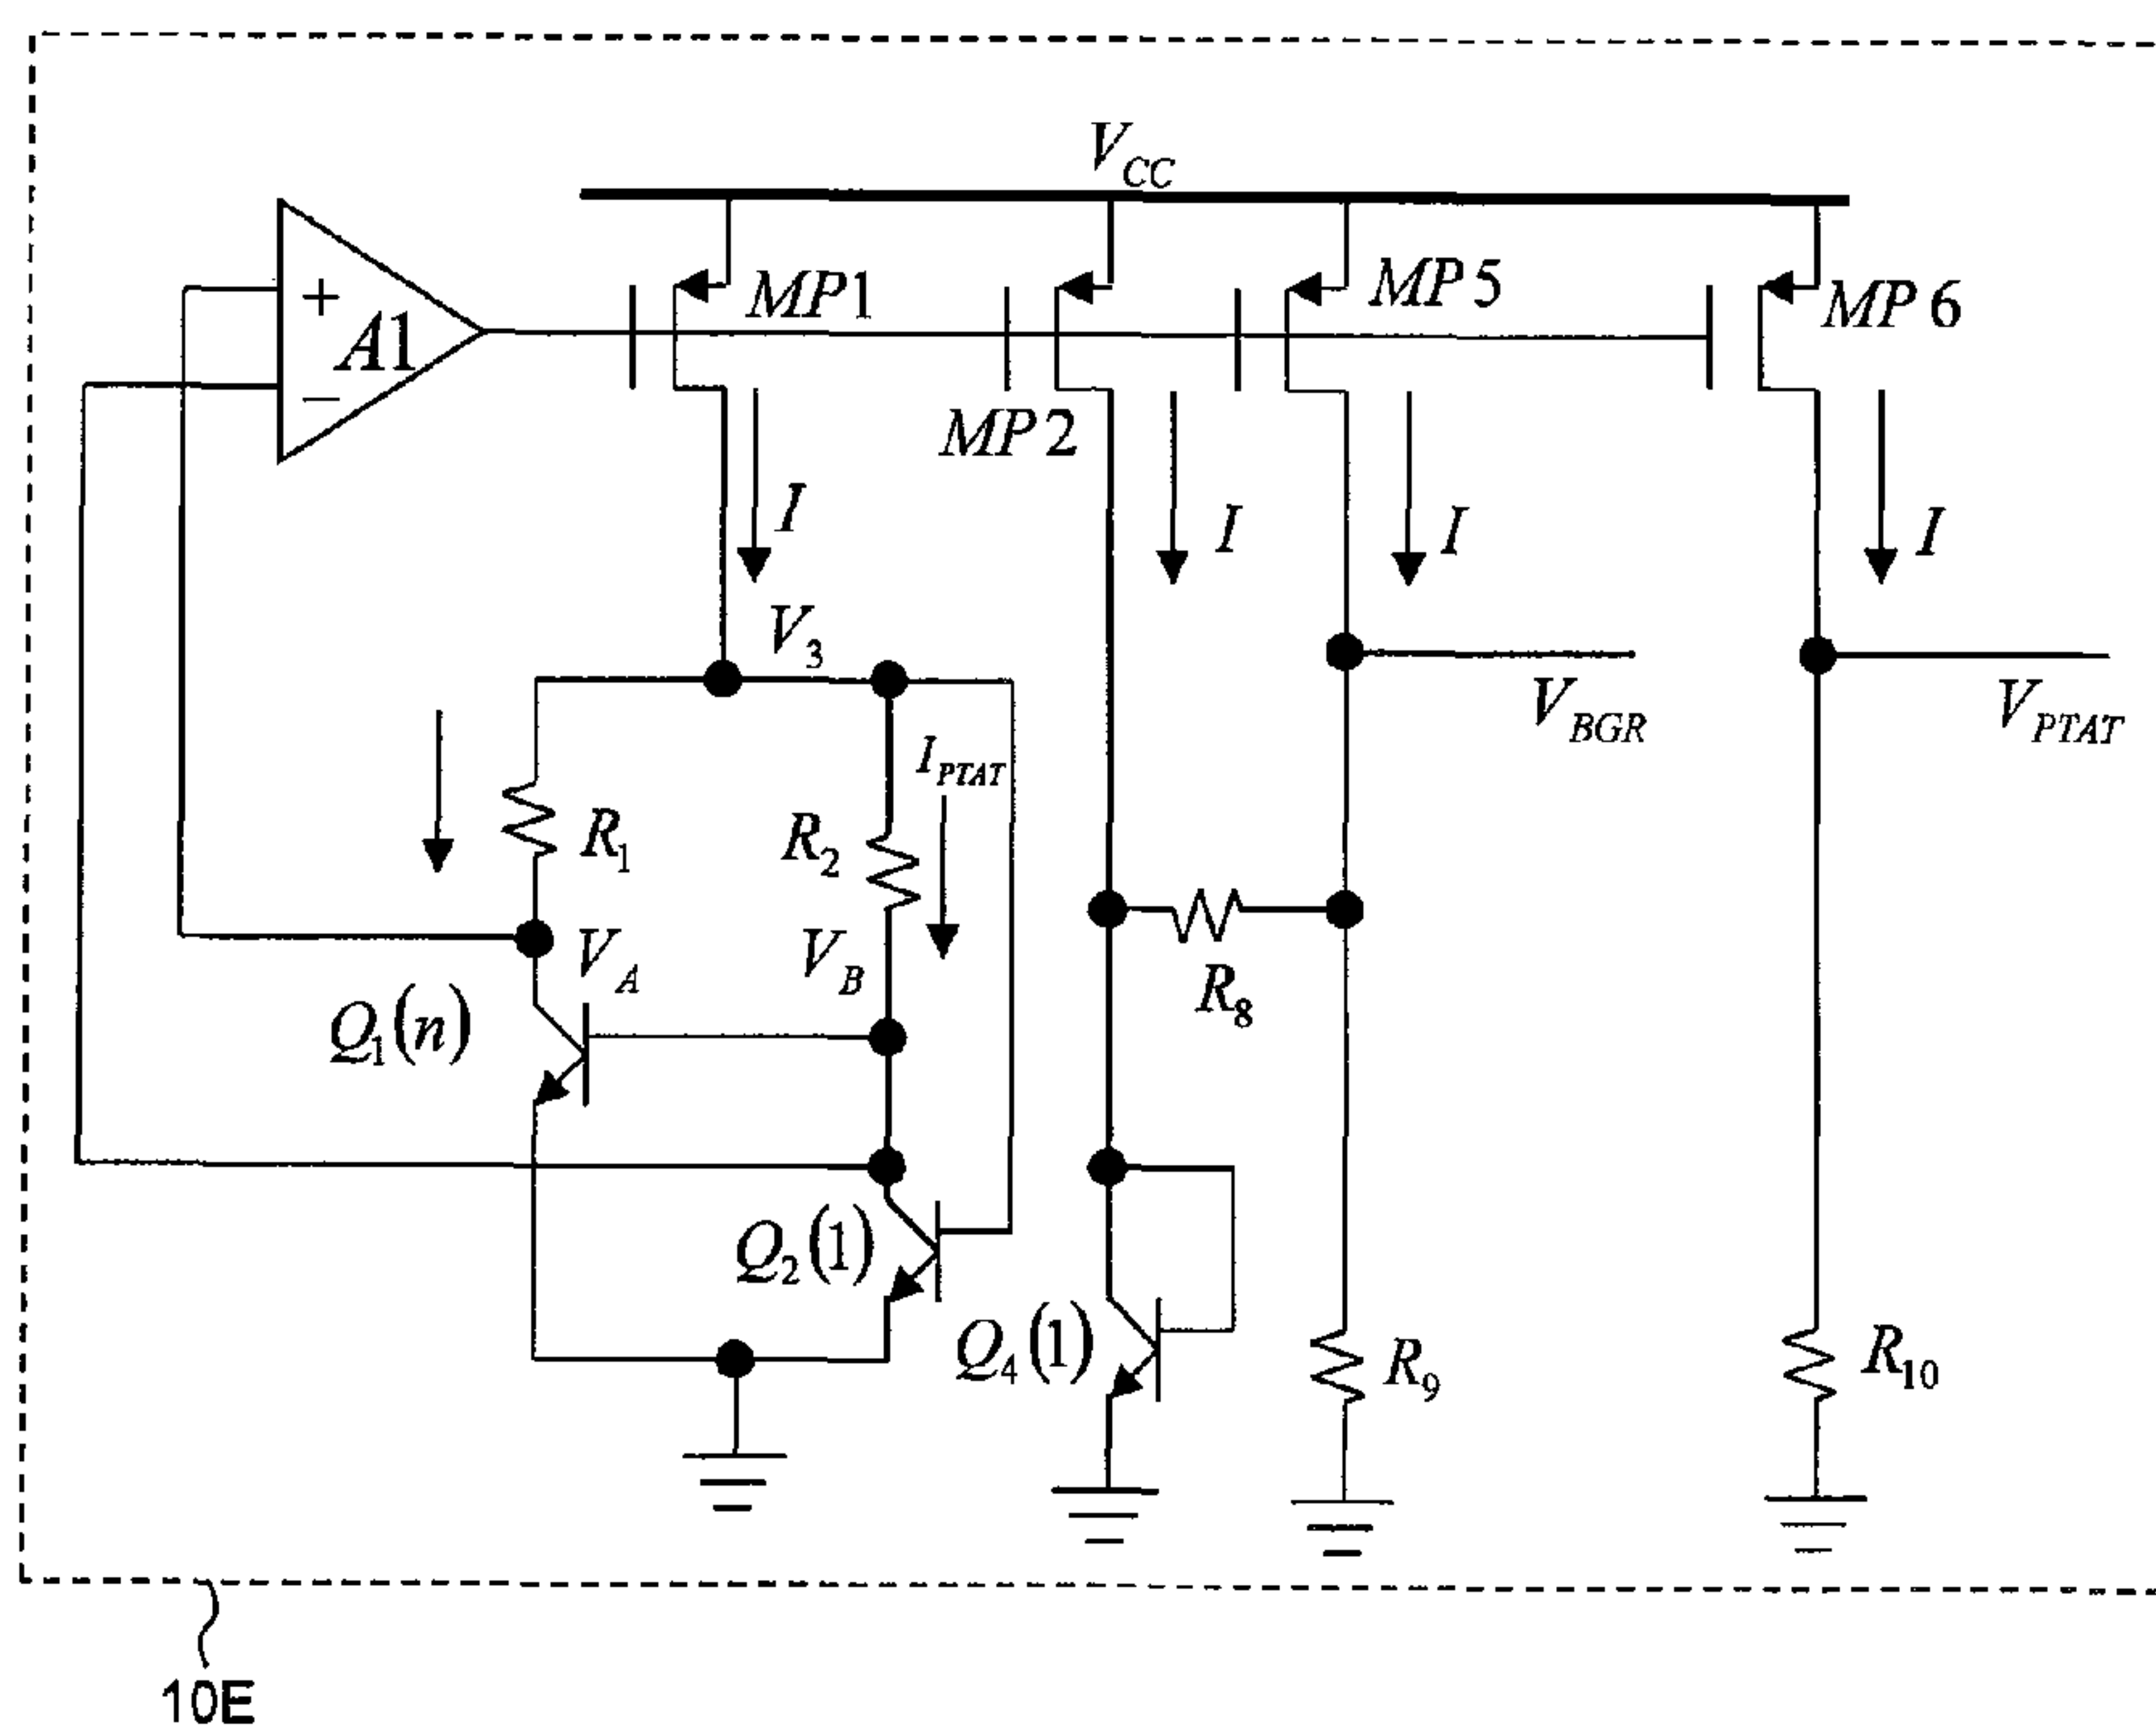 V_CC
+
A1
−
MP1
MP2
MP5
MP6
I
I
I
I
V_3
V_BGR
V_PTAT
I_PTAT
R_1
R_2
V_A
V_B
R_8
Q_1(n)
Q_2(1)
Q_4(1)
R_9
R_10
10E